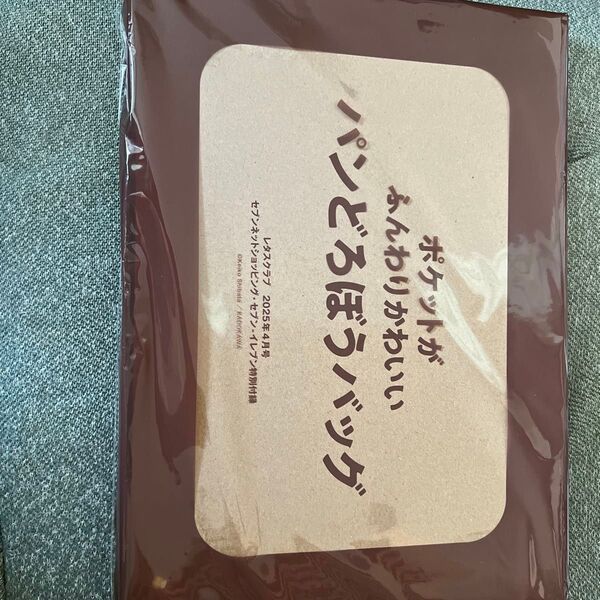 ポケットが
ふんわりかわいい
パンどろぼうバッグ
レタスクラブ 2025年4月号
セブンネットショッピング・セブン-イレブン特別付録
©Keiko Shibata / KADOKAWA